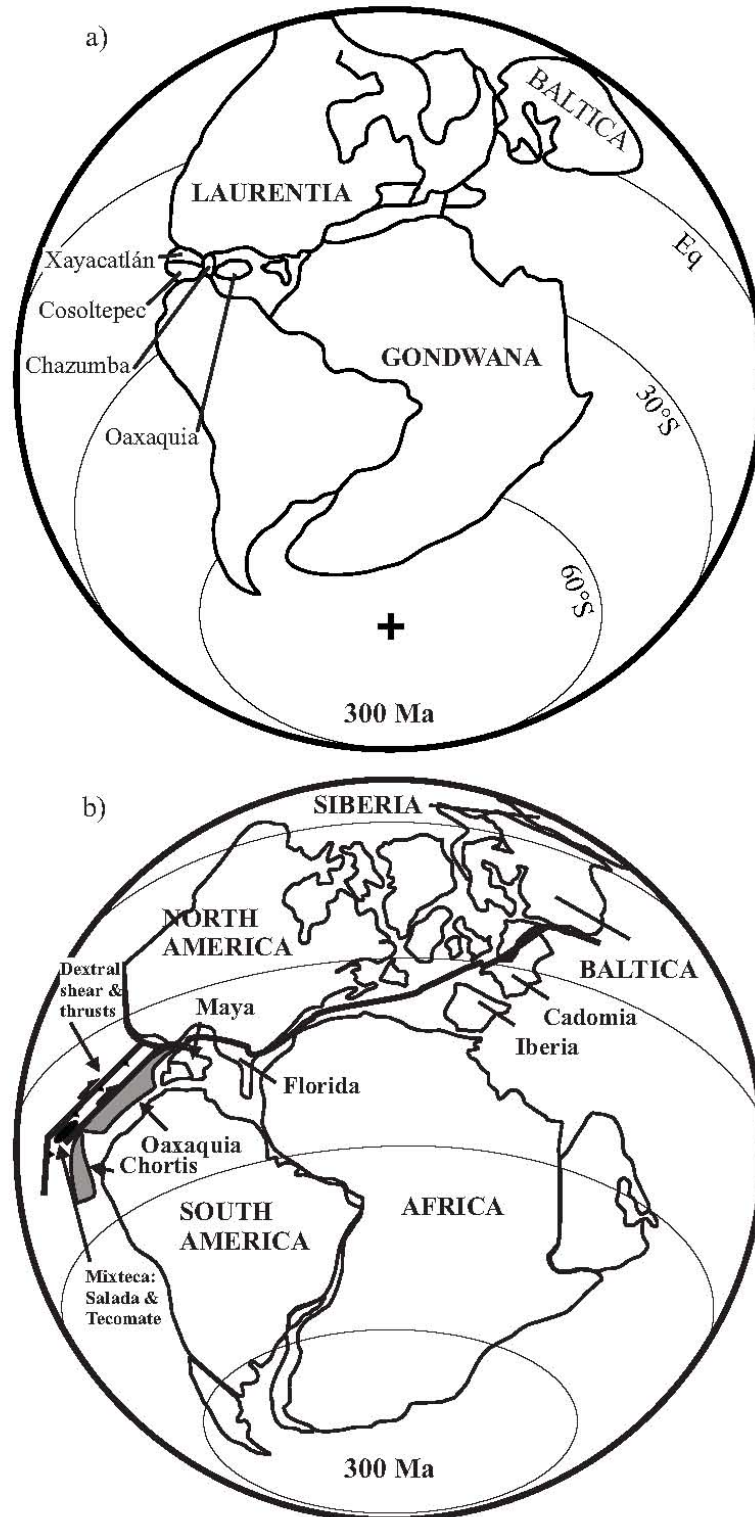 a)
BALTICA
LAURENTIA
Eq
Xayacatlán
Cosoltepec
Chazumba
GONDWANA
30°S
Oaxaquia
60°S
300 Ma
b)
SIBERIA
NORTH
AMERICA
Dextral
shear &
thrusts
BALTICA
Maya
Cadomia
Iberia
Florida
Oaxaquia
Chortis
AFRICA
SOUTH
AMERICA
Mixteca:
Salada &
Tecomate
300 Ma